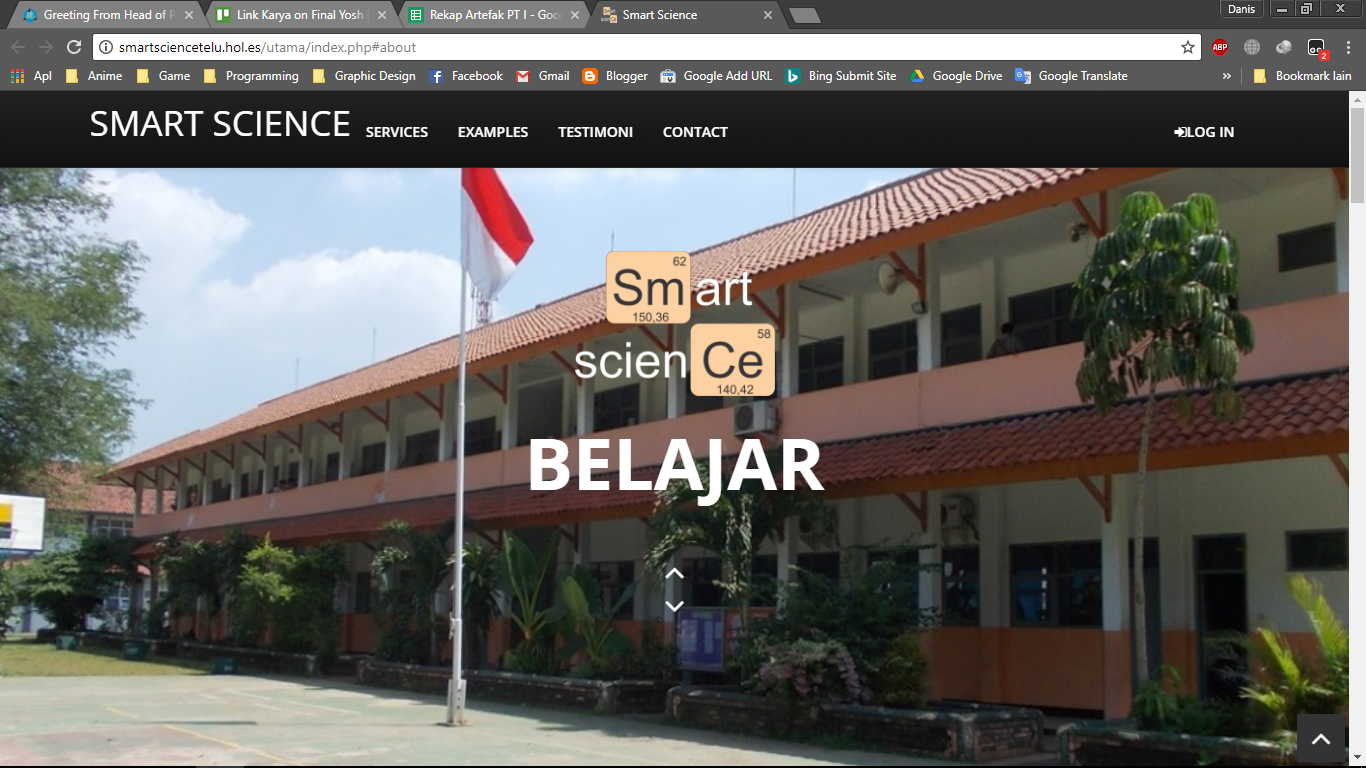 Greeting From Head of P
Link Karya on Final Yosh
Rekap Artefak PT I - Goo
Smart Science
Danis
smartsciencetelu.hol.es/utama/index.php#about
ABP
2
Apl
Anime
Game
Programming
Graphic Design
Facebook
Gmail
Blogger
Google Add URL
Bing Submit Site
Google Drive
Google Translate
»
Bookmark lain
SMART SCIENCE
SERVICES
EXAMPLES
TESTIMONI
CONTACT
LOG IN
62
Smart
150,36
58
scienCe
140,42
BELAJAR